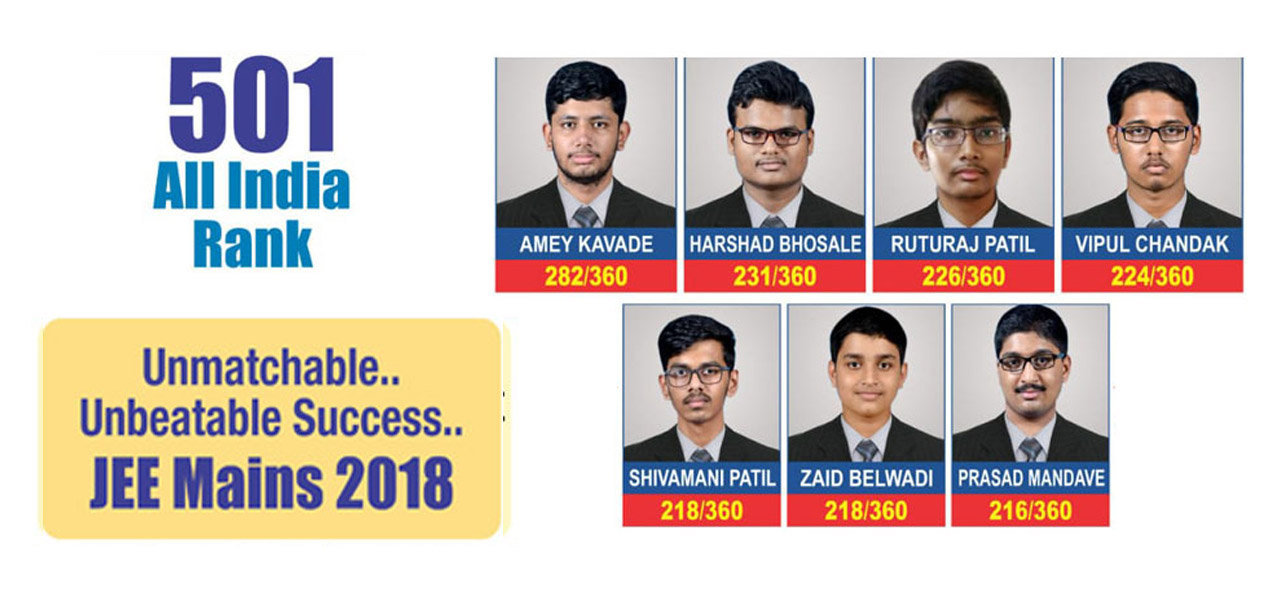 501
All India
Rank
Unmatchable..
Unbeatable Success..
JEE Mains 2018
AMEY KAVADE
282/360
HARSHAD BHOSALE
231/360
RUTURAJ PATIL
226/360
VIPUL CHANDAK
224/360
SHIVAMANI PATIL
218/360
ZAID BELWADI
218/360
PRASAD MANDAVE
216/360